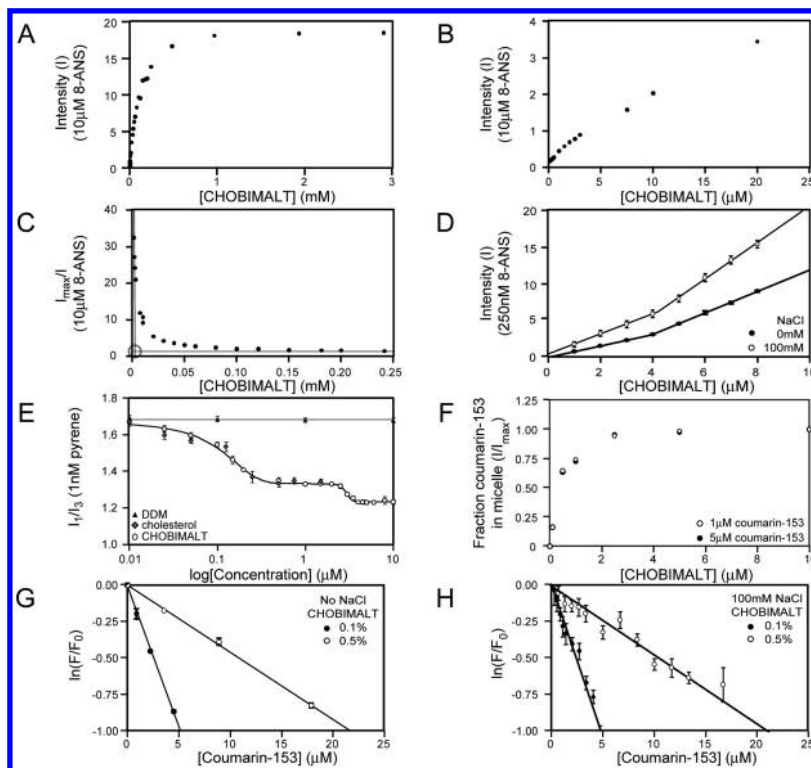 A
Intensity (I)
(10μM 8-ANS)
20
15
10
5
0
0
1
2
3
[CHOBIMALT] (mM)
B
Intensity (I)
(10μM 8-ANS)
4
3
2
1
0
0
5
10
15
20
25
[CHOBIMALT] (μM)
C
Imax/I
(10μM 8-ANS)
40
30
20
10
0
0
0.05
0.10
0.15
0.20
0.25
[CHOBIMALT] (mM)
D
Intensity (I)
(250nM 8-ANS)
20
15
10
5
0
0
2
4
6
8
10
NaCl
0mM
100mM
[CHOBIMALT] (μM)
E
I1/I3 (1nM pyrene)
1.8
1.6
1.4
1.2
1.0
0.01
0.1
1
10
DDM
cholesterol
CHOBIMALT
log[Concentration] (μM)
F
Fraction coumarin-153
in micelle (I/Imax)
1.25
1.00
0.75
0.50
0.25
0
0
2
4
6
8
10
1μM coumarin-153
5μM coumarin-153
[CHOBIMALT] (μM)
G
ln(F/F0)
0.00
-0.25
-0.50
-0.75
-1.00
0
5
10
15
20
25
No NaCl
CHOBIMALT
0.1%
0.5%
[Coumarin-153] (μM)
H
ln(F/F0)
0.00
-0.25
-0.50
-0.75
-1.00
0
5
10
15
20
25
100mM NaCl
CHOBIMALT
0.1%
0.5%
[Coumarin-153] (μM)